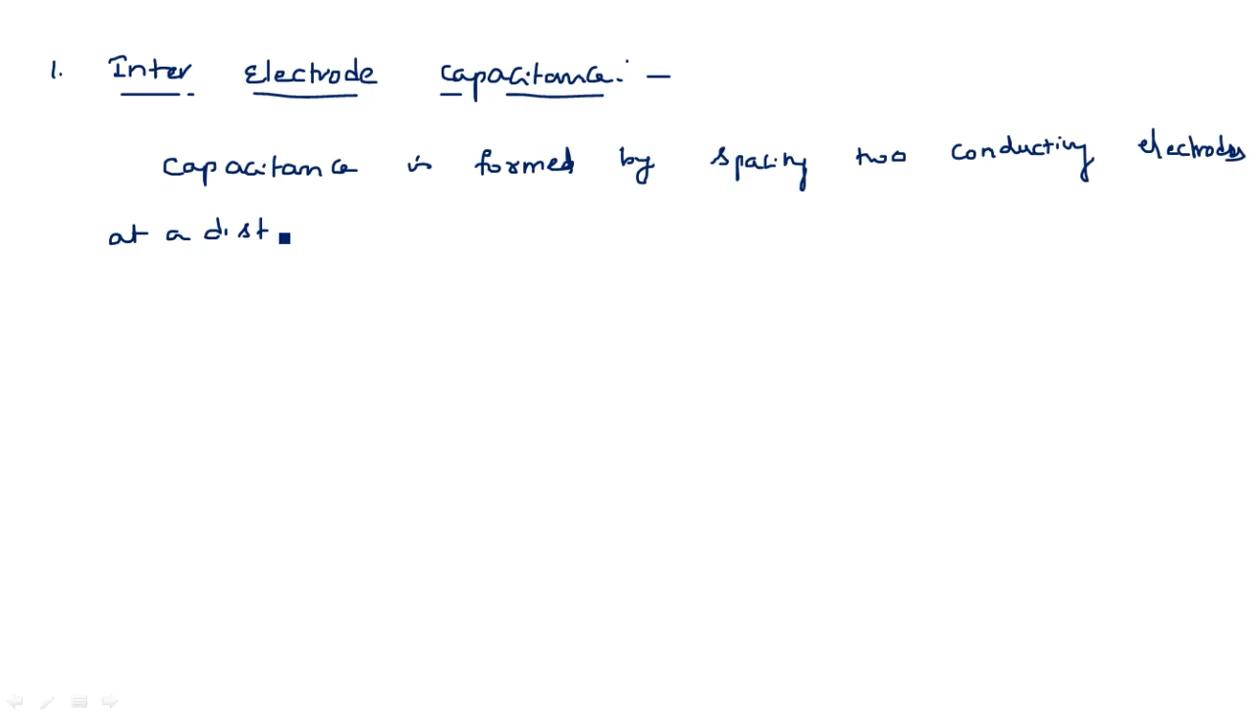 1. Inter Electrode Capacitance: —
Capacitance is formed by spacing two conducting electrodes
at a dist